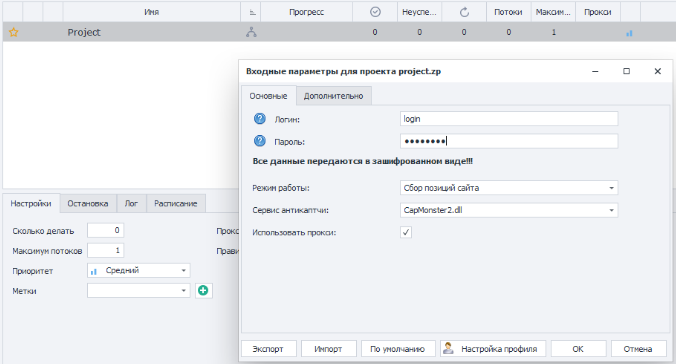 Имя Прогресс Неуспе... Потоки Максим... Прокси
Project 0 0 0 0 1
Входные параметры для проекта project.zp
Основные Дополнительно
Логин: login
Пароль: ••••••••
Все данные передаются в зашифрованном виде!!!
Режим работы: Сбор позиций сайта
Сервис антикаптчи: CapMonster2.dll
Использовать прокси:
Экспорт Импорт По умолчанию Настройка профиля OK Отмена
Настройки Остановка Лог Расписание
Сколько делать 0
Максимум потоков 1
Приоритет Средний
Метки